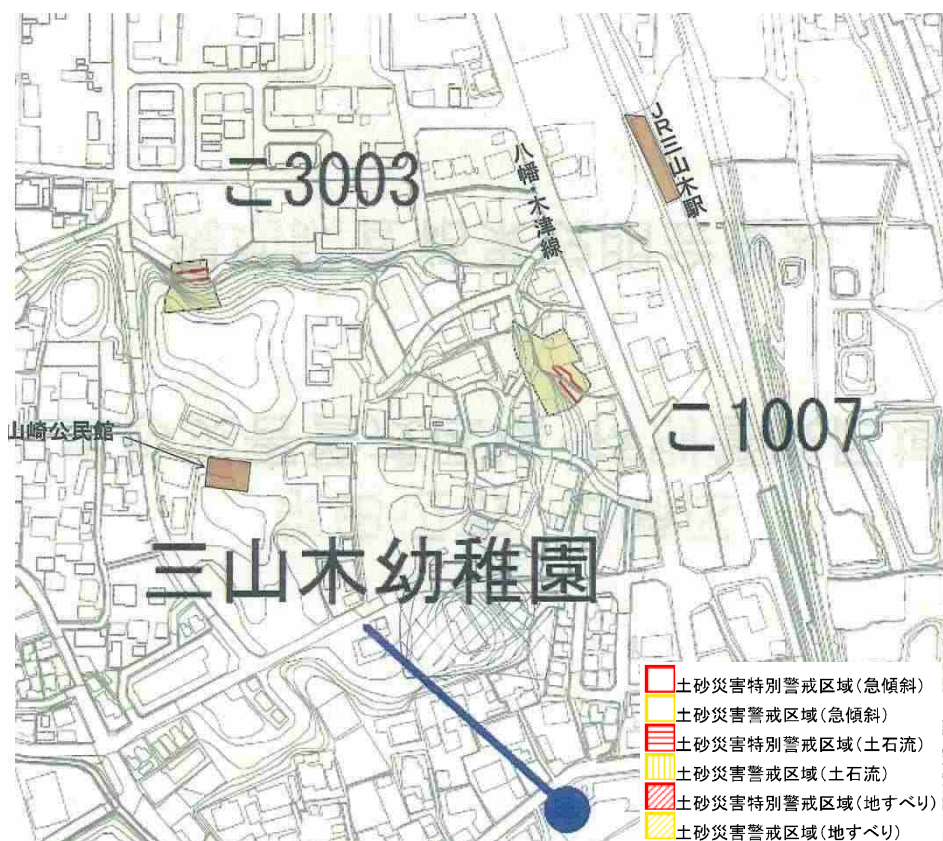 こ3003
八幡・木津線
JR三山木駅
こ1007
山崎公民館
三山木幼稚園
土砂災害特別警戒区域(急傾斜)
土砂災害警戒区域(急傾斜)
土砂災害特別警戒区域(土石流)
土砂災害警戒区域(土石流)
土砂災害特別警戒区域(地すべり)
土砂災害警戒区域(地すべり)